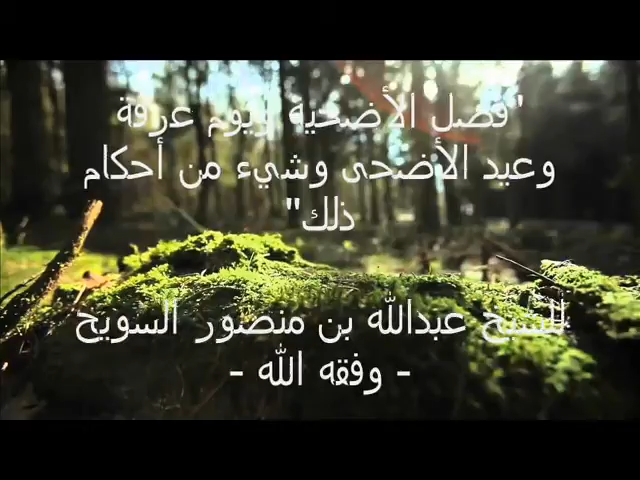 "فضل الأضحية ويوم عرفة
وعيد الأضحى وشيء من أحكام
ذلك"
للشيخ عبدالله بن منصور السويح
- وفقه الله -